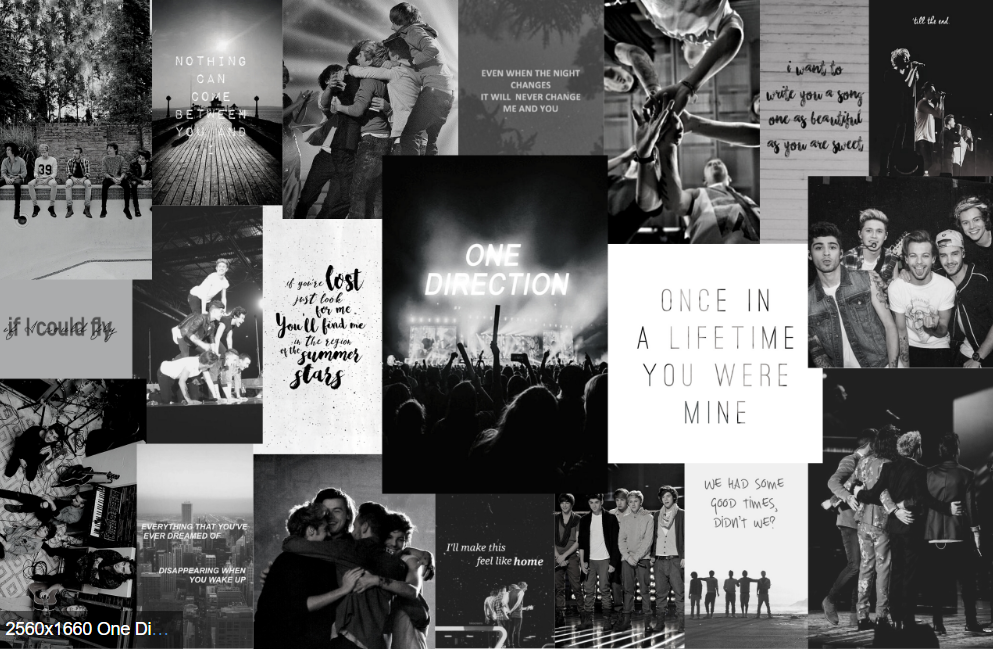 'till the end
NOTHING
CAN
COME
BETWEEN
YOU AND
I
EVEN WHEN THE NIGHT
CHANGES
IT WILL NEVER CHANGE
ME AND YOU
i want to
write you a song
one as beautiful
as you are sweet
39
ONE
DIRECTION
if you're lost
just look
for me.
You'll find me
in the region
of the summer
stars
if I could fly
ONCE IN
A LIFETIME
YOU WERE
MINE
WE HAD SOME
GOOD TIMES,
DIDN'T WE?
EVERYTHING THAT YOU'VE
EVER DREAMED OF
DISAPPEARING WHEN
YOU WAKE UP
I'll make this
feel like home
2560x1660 One Di...